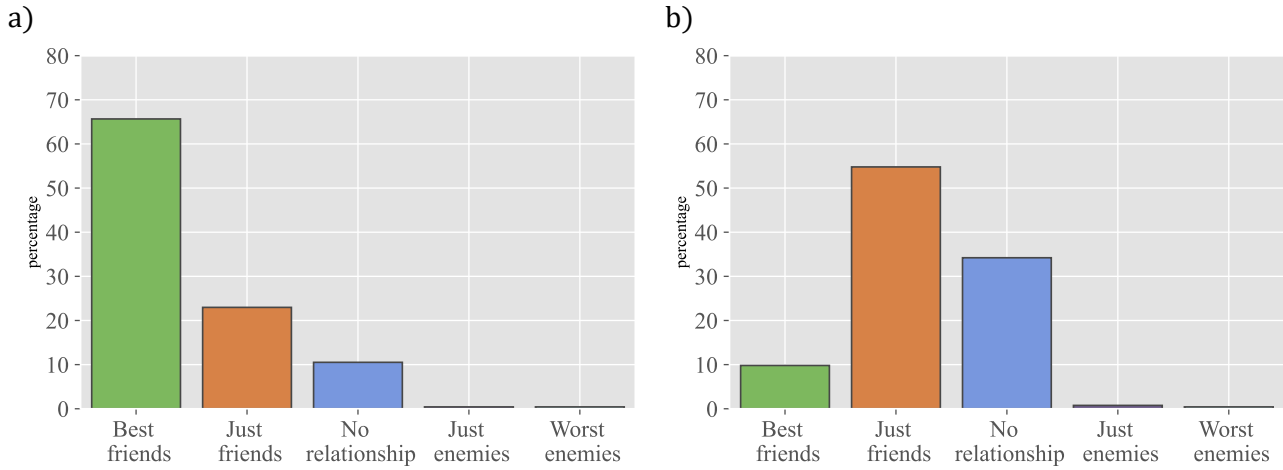 a)
80
70
60
50
40
30
20
10
0
percentage
Best friends
Just friends
No relationship
Just enemies
Worst enemies
b)
80
70
60
50
40
30
20
10
0
percentage
Best friends
Just friends
No relationship
Just enemies
Worst enemies